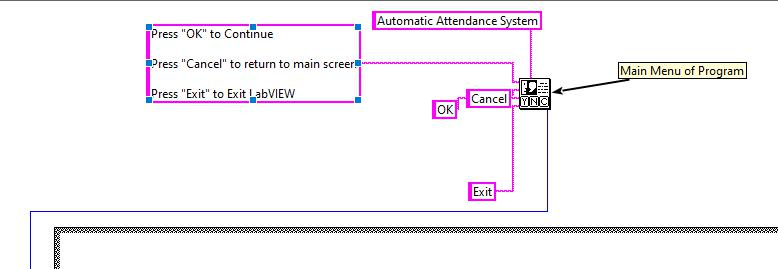 Automatic Attendance System
Press "OK" to Continue
Press "Cancel" to return to main screen
Press "Exit" to Exit LabVIEW
Main Menu of Program
Cancel
OK
Y N C
Exit